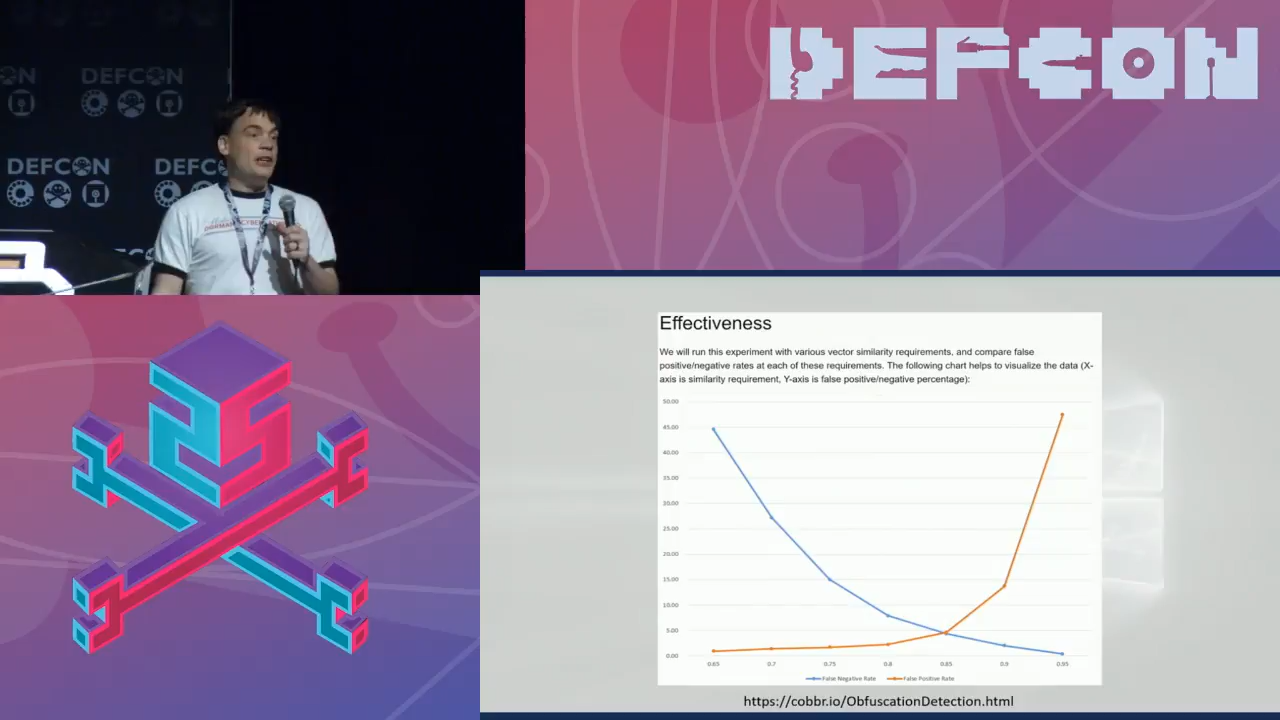 DEFCON
DEFCON
DEFCON
DEFCON
Effectiveness
We will run this experiment with various vector similarity requirements, and compare false
positive/negative rates at each of these requirements. The following chart helps to visualize the data (X-
axis is similarity requirement, Y-axis is false positive/negative percentage):
50.00
45.00
40.00
35.00
30.00
25.00
20.00
15.00
10.00
5.00
0.00
0.65 0.7 0.75 0.8 0.85 0.9 0.95
False Negative Rate False Positive Rate
https://cobbr.io/ObfuscationDetection.html